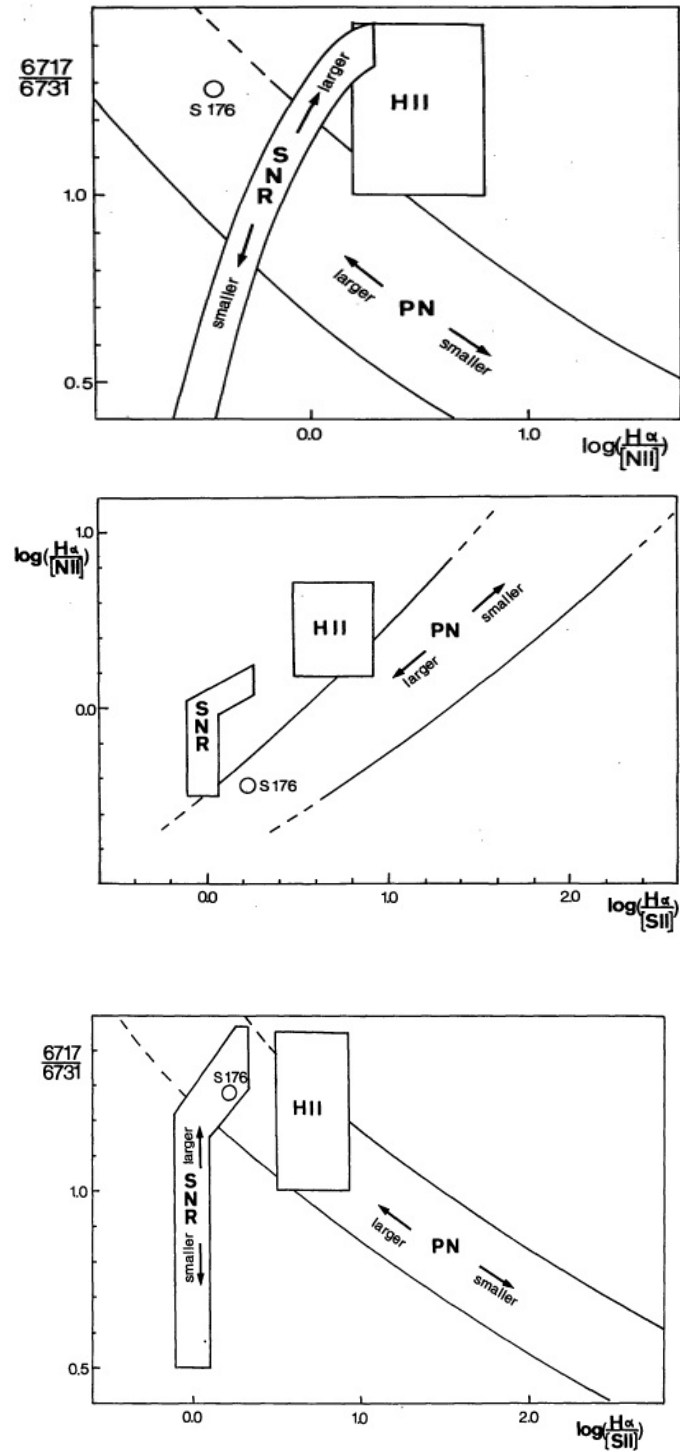 6717
6731
S 176
larger
SNR
smaller
HII
1.0
larger
PN
smaller
0.5
0.0
1.0
log(Hα/[NII])
1.0
log(Hα/[NII])
HII
PN
smaller
larger
SNR
0.0
S 176
0.0
1.0
2.0
log(Hα/[SII])
6717
6731
S 176
HII
larger
SNR
smaller
1.0
larger
PN
smaller
0.5
0.0
1.0
2.0
log(Hα/[SII])